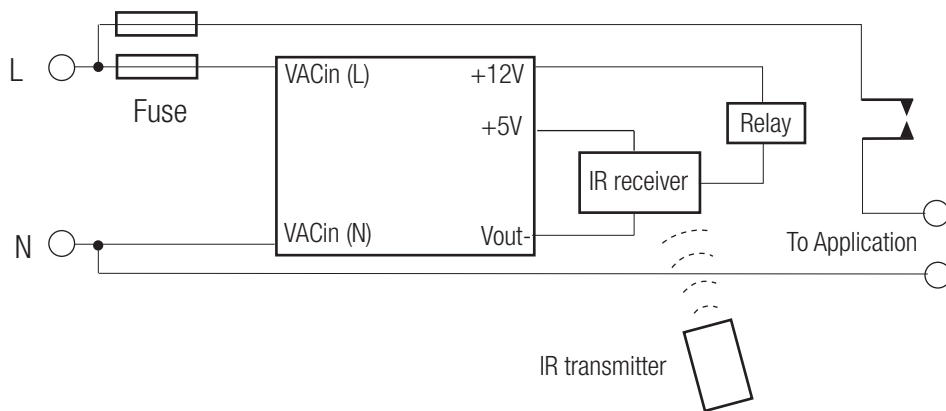 L
Fuse
VACin (L)
+12V
+5V
Relay
IR receiver
N
VACin (N)
Vout-
To Application
IR transmitter